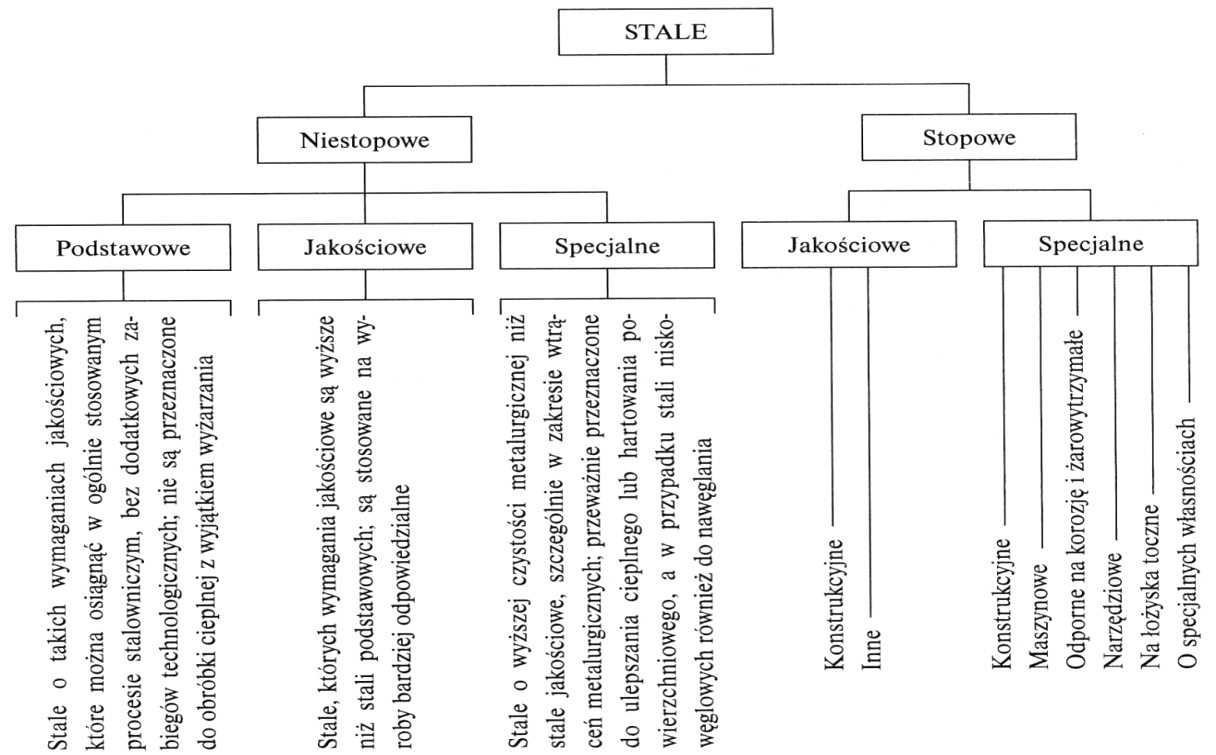 STALE
Niestopowe
Stopowe
Podstawowe
Jakościowe
Specjalne
Jakościowe
Specjalne
Stale o takich wymaganiach jakościowych,
które można osiągnąć w ogólnie stosowanym
procesie stalowniczym, bez dodatkowych za-
biegów technologicznych; nie są przeznaczone
do obróbki cieplnej z wyjątkiem wyżarzania
Stale, których wymagania jakościowe są wyższe
niż stali podstawowych; są stosowane na wy-
roby bardziej odpowiedzialne
Stale o wyższej czystości metalurgicznej niż
stale jakościowe, szczególnie w zakresie wtrą-
ceń metalurgicznych; przeważnie przeznaczone
do ulepszania cieplnego lub hartowania po-
wierzchniowego, a w przypadku stali nisko-
węglowych również do nawęglania
Konstrukcyjne
Inne
Konstrukcyjne
Maszynowe
Odporne na korozję i żarowytrzymałe
Narzędziowe
Na łożyska toczne
O specjalnych własnościach